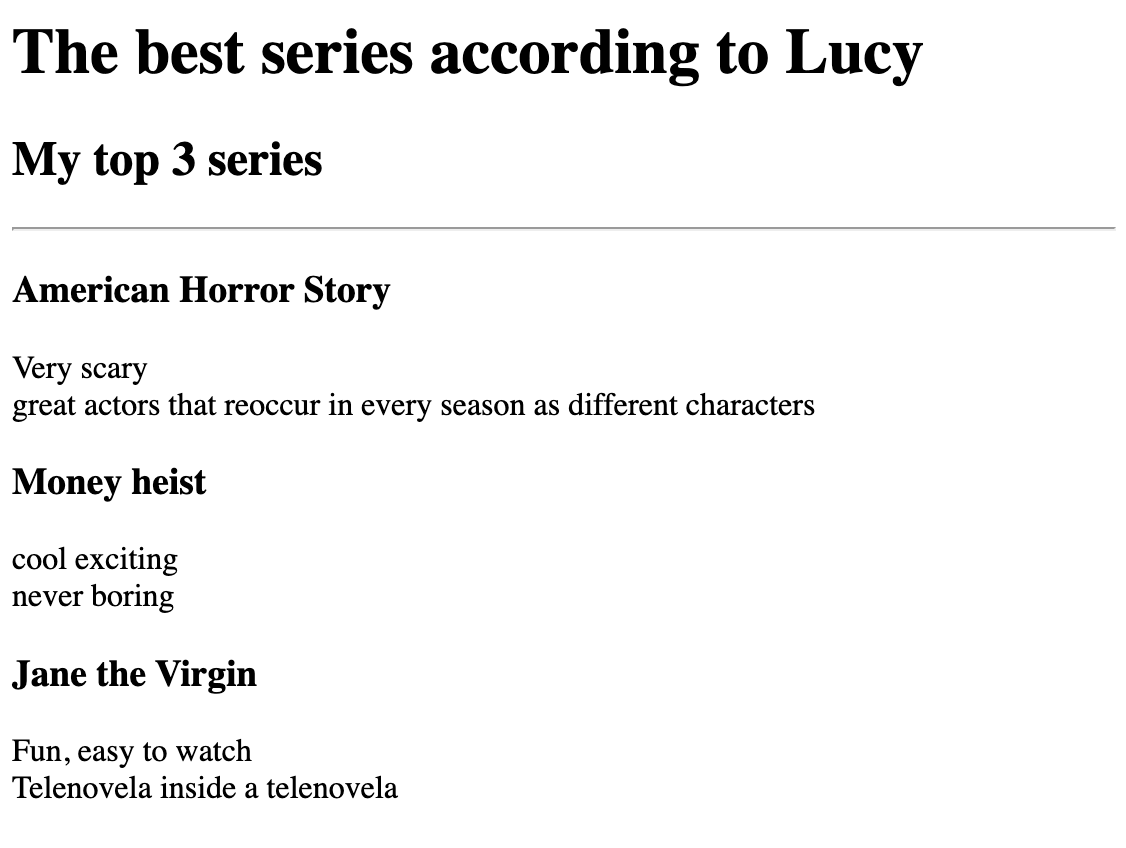 The best series according to Lucy
My top 3 series
American Horror Story
Very scary
great actors that reoccur in every season as different characters
Money heist
cool exciting
never boring
Jane the Virgin
Fun, easy to watch
Telenovela inside a telenovela